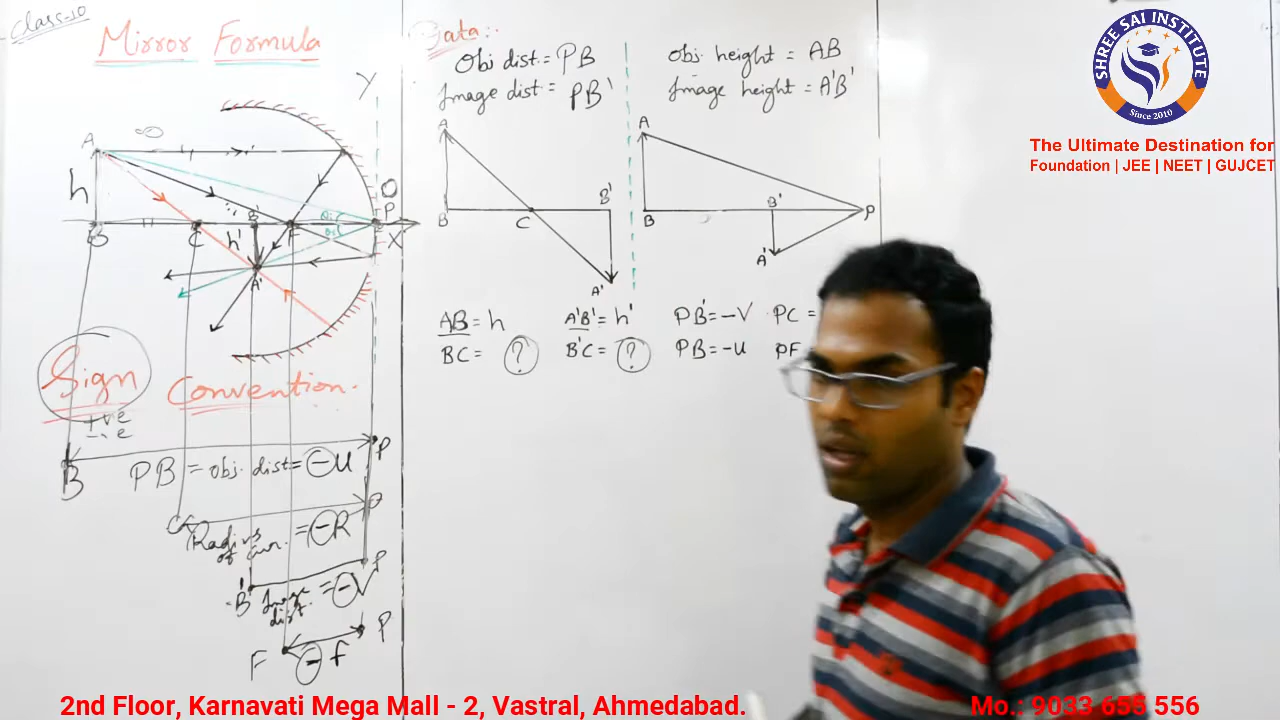 Class-10
Mirror Formula
Y
A
∞
h
O
P
X
B
C
B'
F
h'
A'
Sign
Convention.
+ve
-ve
B
P
PB = obj. dist = -u
C
P
Radius of cur. = -R
P
B' Image dist. = -V
P
F
-f
Data:-
Obj dist. = PB
Image dist = PB'
Obj. height = AB
Image height = A'B'
A
B
C
B'
A'
A
B
B'
P
A'
AB = h
BC = ?
A'B' = h'
B'C = ?
PB' = -V
PB = -u
PC =
PF
SHREE SAI INSTITUTE
Since 2010
The Ultimate Destination for
Foundation | JEE | NEET | GUJCET
2nd Floor, Karnavati Mega Mall - 2, Vastral, Ahmedabad.
Mo.: 9033 655 556